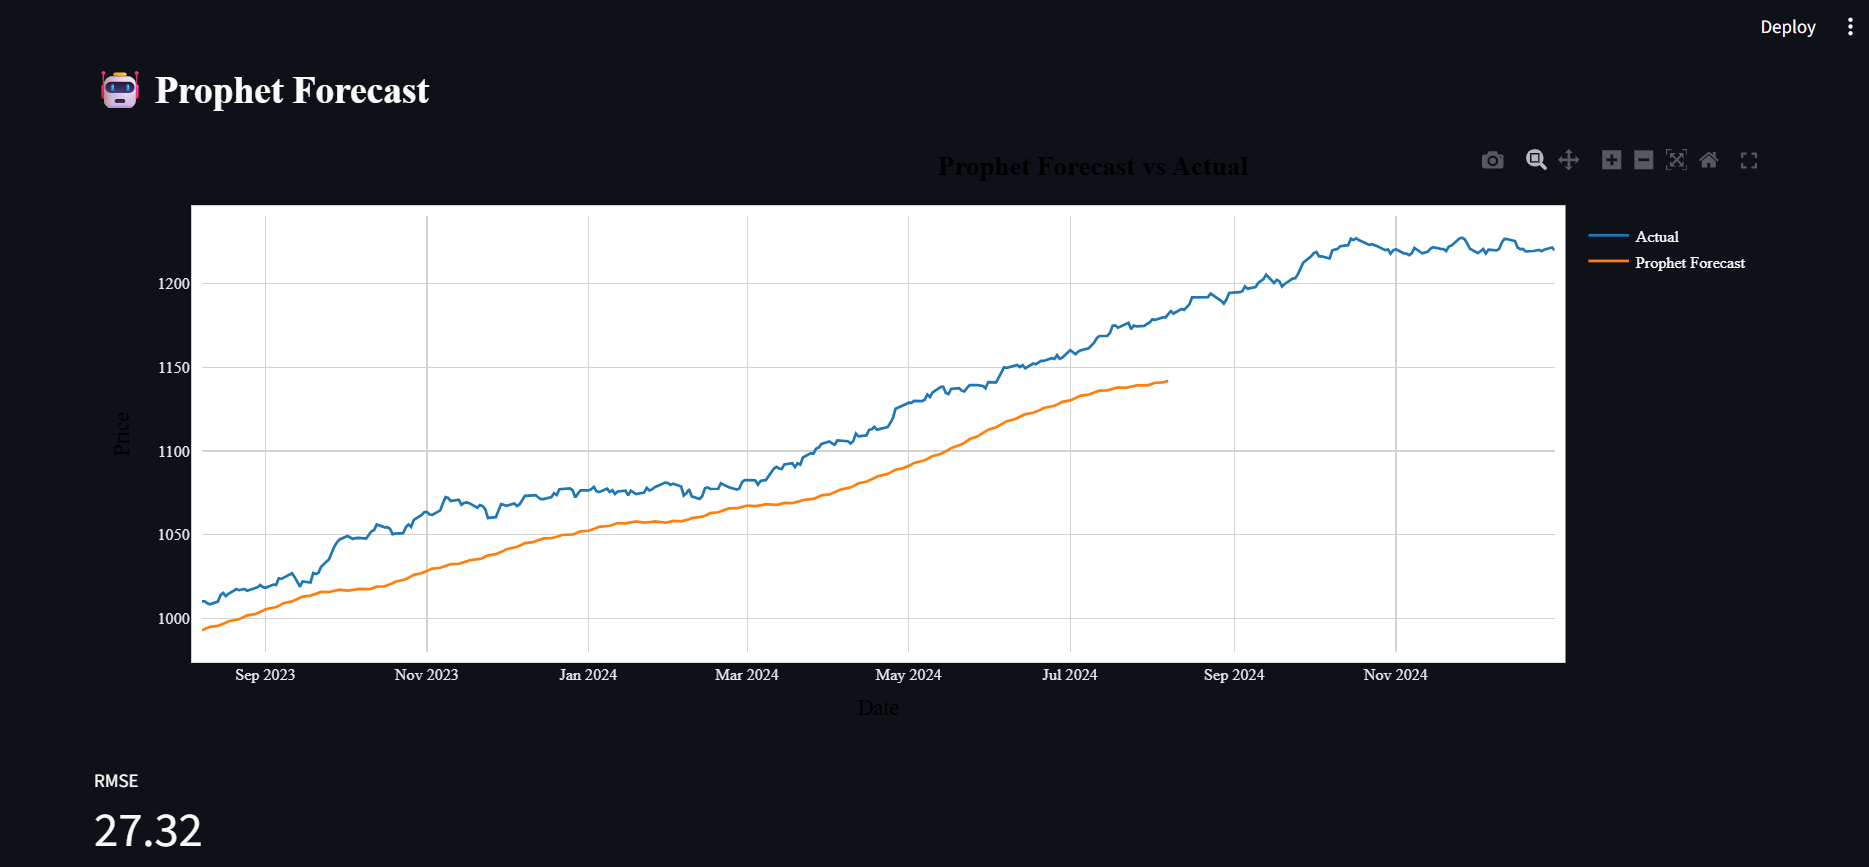 Deploy
Prophet Forecast
Prophet Forecast vs Actual
Actual
Prophet Forecast
1200
1150
1100
1050
1000
Price
Sep 2023
Nov 2023
Jan 2024
Mar 2024
May 2024
Jul 2024
Sep 2024
Nov 2024
Date
RMSE
27.32